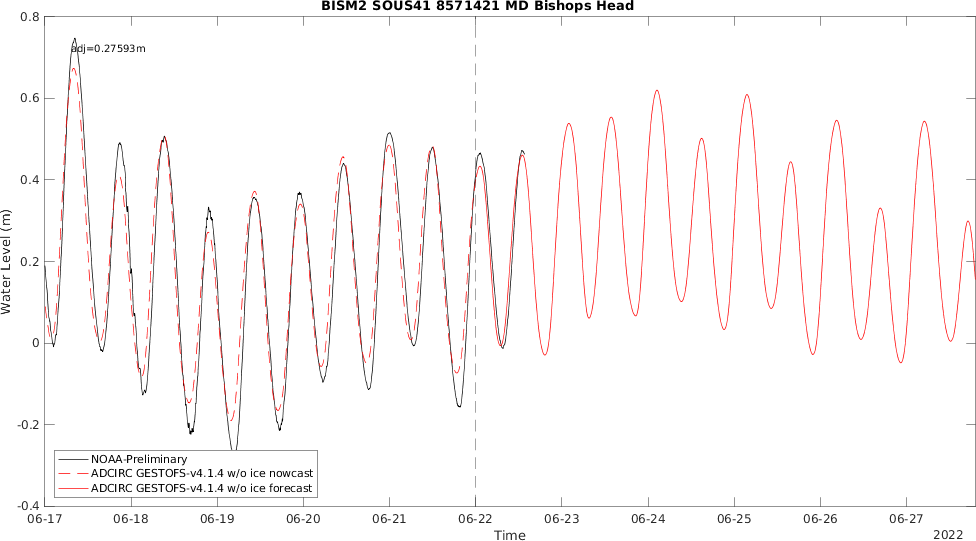 BISM2 SOUS41 8571421 MD Bishops Head
adj=0.27593m
0.8
0.6
0.4
0.2
0
-0.2
-0.4
Water Level (m)
NOAA-Preliminary
ADCIRC GESTOFS-v4.1.4 w/o ice nowcast
ADCIRC GESTOFS-v4.1.4 w/o ice forecast
06-17 06-18 06-19 06-20 06-21 06-22 06-23 06-24 06-25 06-26 06-27
Time
2022